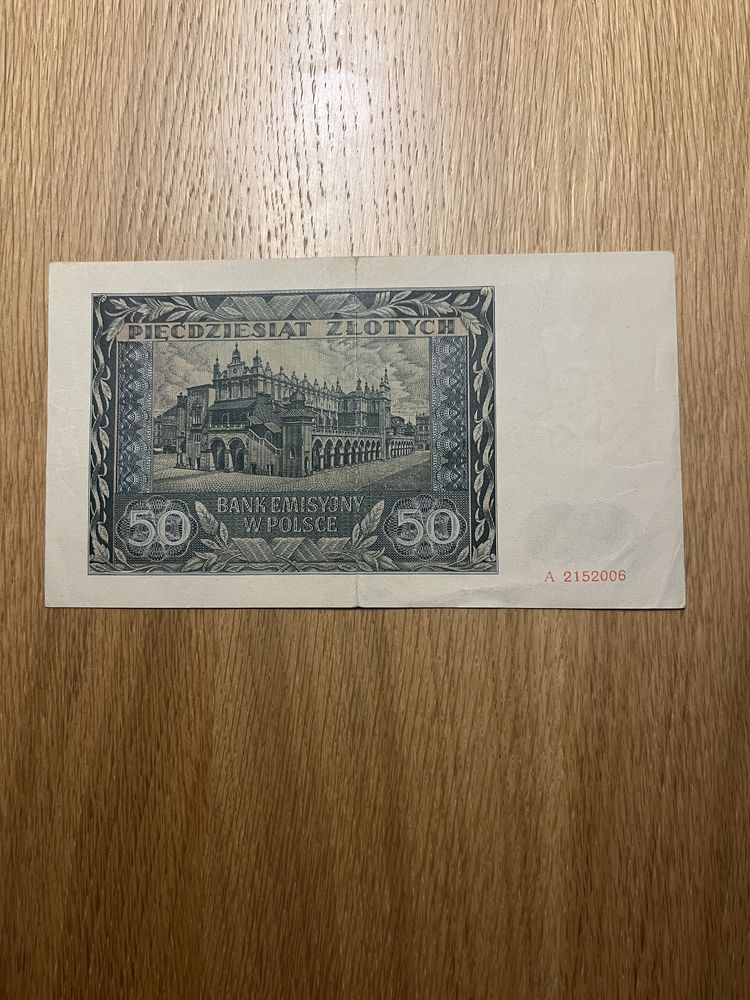 PIĘCDZIESIĄT ZŁOTYCH
BANK EMISYJNY
W POLSCE
50
50
A 2152006